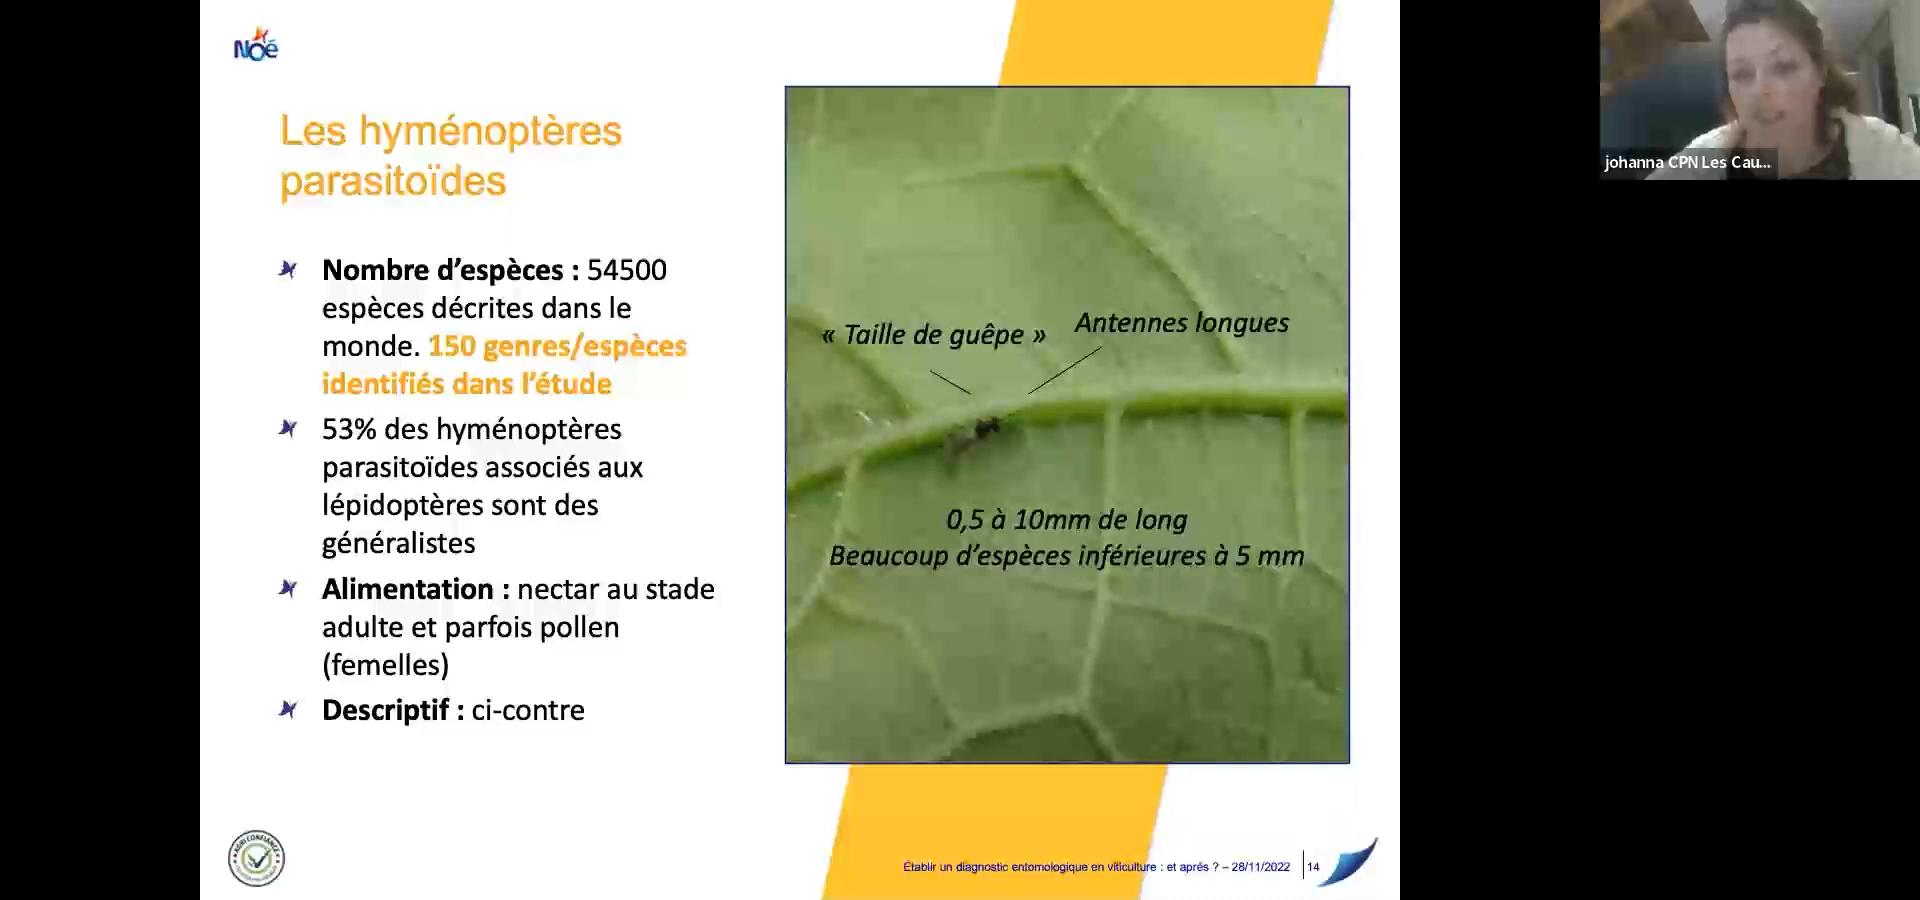 Noé
johanna CPN Les Cau...
Les hyménoptères
parasitoïdes
Nombre d’espèces : 54500
espèces décrites dans le
monde. 150 genres/espèces
identifiés dans l’étude
53% des hyménoptères
parasitoïdes associés aux
lépidoptères sont des
généralistes
Alimentation : nectar au stade
adulte et parfois pollen
(femelles)
Descriptif : ci-contre
« Taille de guêpe »
Antennes longues
0,5 à 10mm de long
Beaucoup d’espèces inférieures à 5 mm
AGRI CONFIANCE
Établir un diagnostic entomologique en viticulture : et aprés ? – 28/11/2022
14